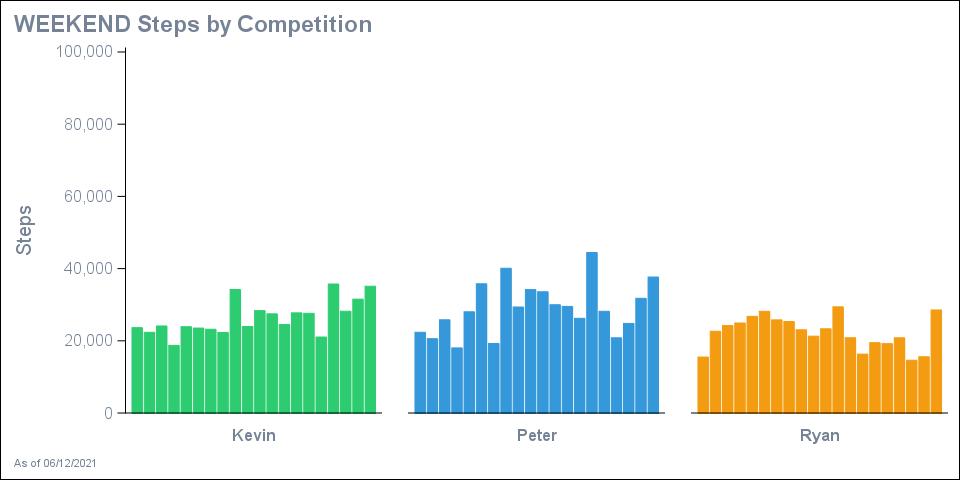 WEEKEND Steps by Competition
100,000
80,000
60,000
40,000
20,000
0
Steps
Kevin
Peter
Ryan
As of 06/12/2021